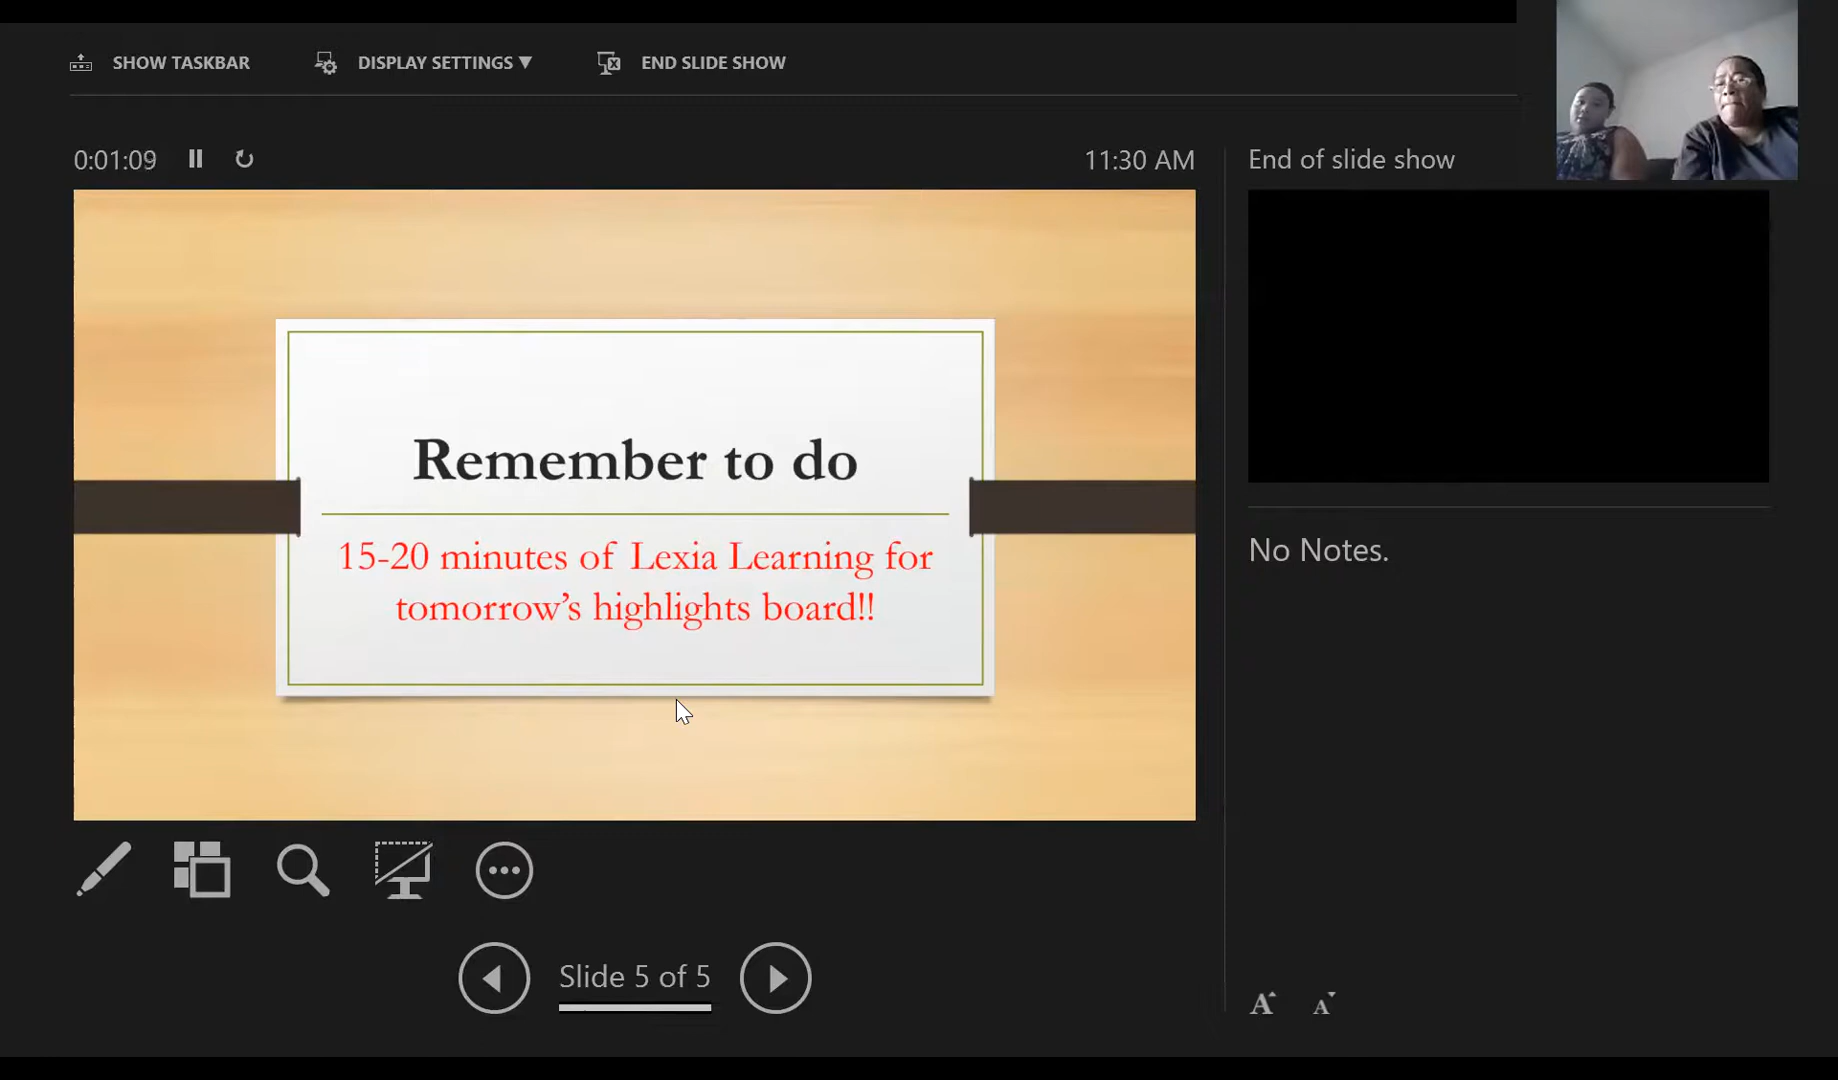 SHOW TASKBAR
DISPLAY SETTINGS ▼
END SLIDE SHOW
0:01:09
11:30 AM
End of slide show
Remember to do
15-20 minutes of Lexia Learning for
tomorrow’s highlights board!!
No Notes.
Slide 5 of 5
A A